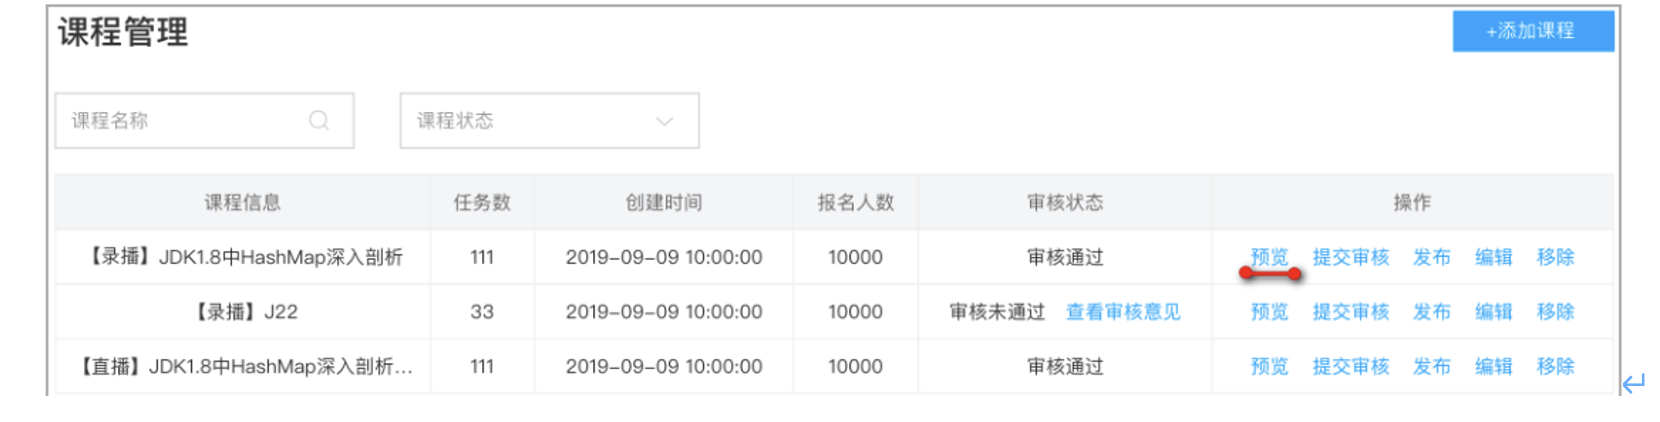 课程管理 +添加课程
课程名称 课程状态
课程信息 任务数 创建时间 报名人数 审核状态 操作
【录播】JDK1.8中HashMap深入剖析 111 2019-09-09 10:00:00 10000 审核通过 预览 提交审核 发布 编辑 移除
【录播】J22 33 2019-09-09 10:00:00 10000 审核未通过 查看审核意见 预览 提交审核 发布 编辑 移除
【直播】JDK1.8中HashMap深入剖析... 111 2019-09-09 10:00:00 10000 审核通过 预览 提交审核 发布 编辑 移除